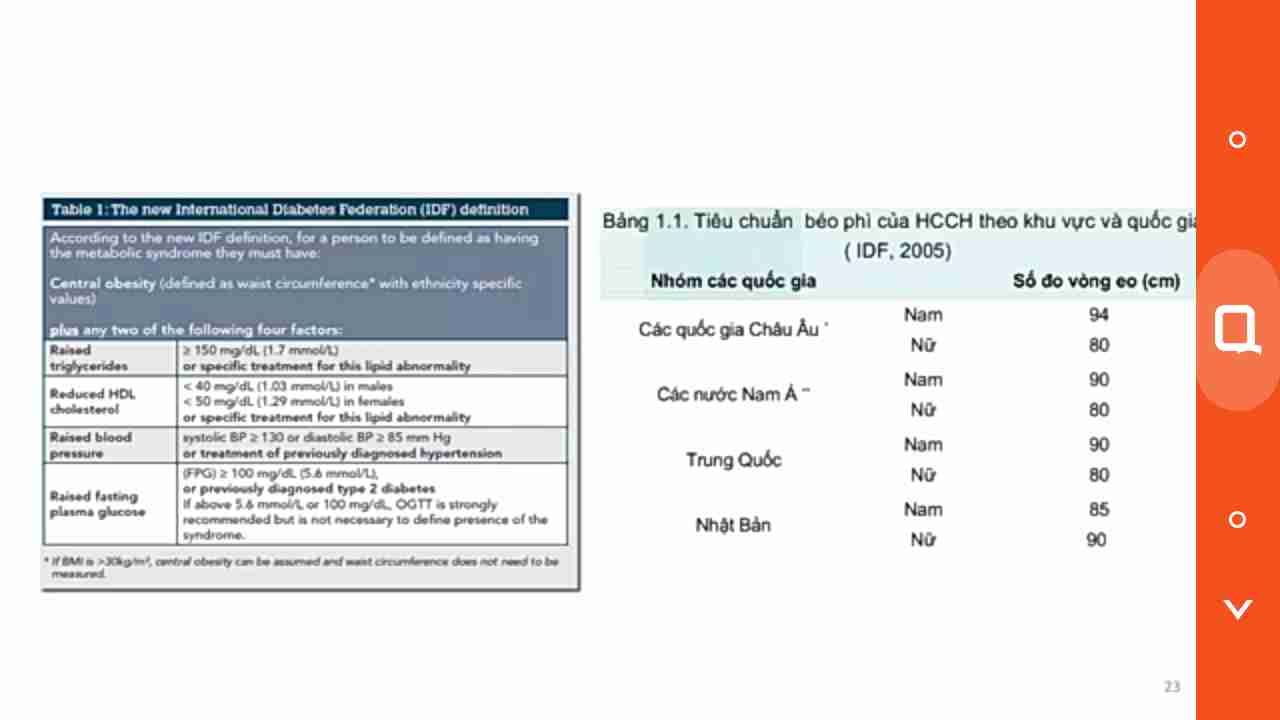 Table 1: The new International Diabetes Federation (IDF) definition
According to the new IDF definition, for a person to be defined as having
the metabolic syndrome they must have:
Central obesity (defined as waist circumference* with ethnicity specific
values)
plus any two of the following four factors:
Raised
triglycerides
≥ 150 mg/dL (1.7 mmol/L)
or specific treatment for this lipid abnormality
Reduced HDL
cholesterol
< 40 mg/dL (1.03 mmol/L) in males
< 50 mg/dL (1.29 mmol/L) in females
or specific treatment for this lipid abnormality
Raised blood
pressure
systolic BP ≥ 130 or diastolic BP ≥ 85 mm Hg
or treatment of previously diagnosed hypertension
Raised fasting
plasma glucose
(FPG) ≥ 100 mg/dL (5.6 mmol/L),
or previously diagnosed type 2 diabetes
If above 5.6 mmol/L or 100 mg/dL, OGTT is strongly
recommended but is not necessary to define presence of the
syndrome.
* If BMI is >30kg/m², central obesity can be assumed and waist circumference does not need to be
measured.
Bảng 1.1. Tiêu chuẩn béo phì của HCCH theo khu vực và quốc gia
( IDF, 2005)
Nhóm các quốc gia Số đo vòng eo (cm)
Các quốc gia Châu Âu * Nam 94
Nữ 80
Các nước Nam Á ** Nam 90
Nữ 80
Trung Quốc Nam 90
Nữ 80
Nhật Bản Nam 85
Nữ 90
23